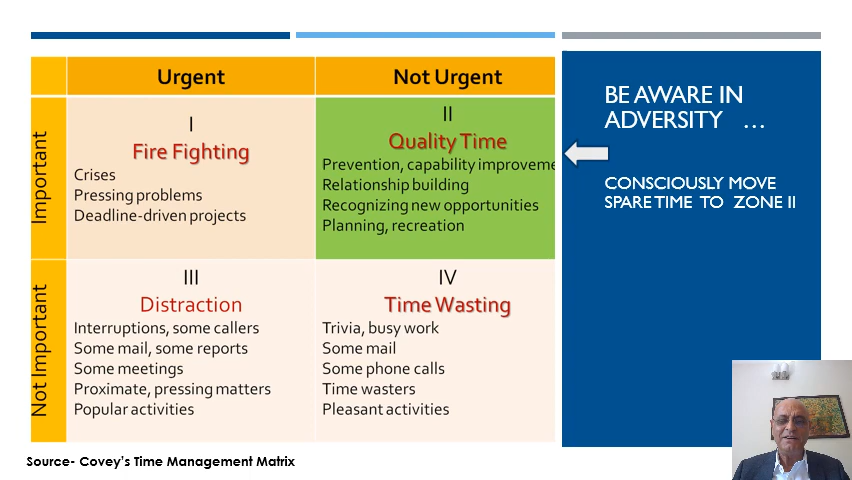 Urgent
Not Urgent
Important
I
Fire Fighting
Crises
Pressing problems
Deadline-driven projects
II
Quality Time
Prevention, capability improveme
Relationship building
Recognizing new opportunities
Planning, recreation
Not Important
III
Distraction
Interruptions, some callers
Some mail, some reports
Some meetings
Proximate, pressing matters
Popular activities
IV
Time Wasting
Trivia, busy work
Some mail
Some phone calls
Time wasters
Pleasant activities
BE AWARE IN
ADVERSITY …
CONSCIOUSLY MOVE
SPARE TIME TO ZONE II
Source- Covey's Time Management Matrix